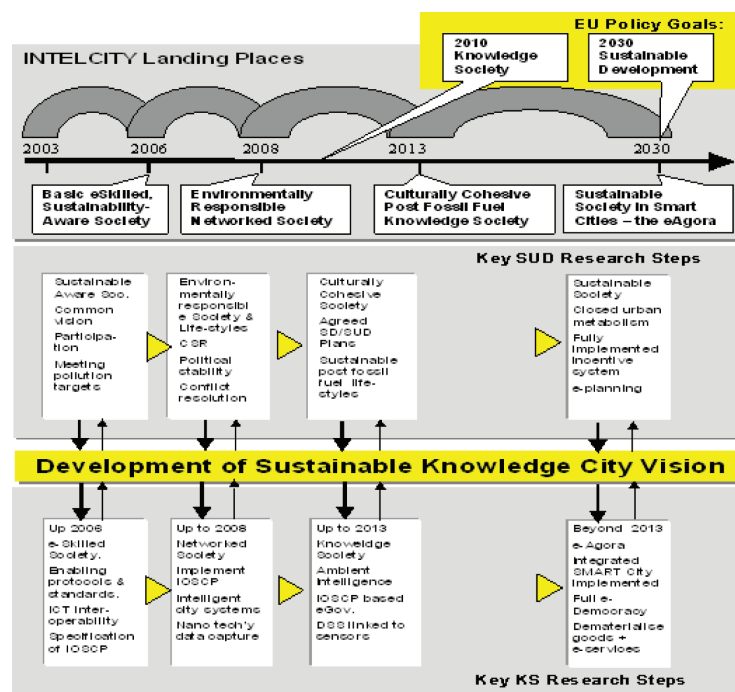 EU Policy Goals:
INTELCITY Landing Places
2010
Knowledge
Society
2030
Sustainable
Development
2003
2006
2008
2013
2030
Basic eSkilled,
Sustainability-
Aware Society
Environmentally
Responsible
Networked Society
Culturally Cohesive
Post Fossil Fuel
Knowledge Society
Sustainable
Society in Smart
Cities – the eAgora
Key SUD Research Steps
Sustainable
Aware Soc.
Common
vision
Participa-
tion
Meeting
pollution
targets
Environ-
mentally
responsibl
e Society &
Life-styles
CSR
Political
stability
Conflict
resolution
Culturally
Cohesive
Society
Agreed
SD/SUD
Plans
Sustainable
post fossil
fuel life-
styles
Sustainable
Society
Closed urban
metabolism
Fully
Implemented
Incentive
system
e-planning
Development of Sustainable Knowledge City Vision
Up 2006
e-Skilled
Society.
Enabling
protocols &
standards.
ICT Inter-
operability
Specification
of IOSCP
Up to 2008
Networked
Society
Implement
IOSCP
Intelligent
city systems
Nano tech'y
data capture
Up to 2013
Knoweldge
Society
Ambient
Intelligence
IOSCP based
eGov.
DSS linked to
sensors
Beyond 2013
e-Agora
Integrated
SMART City
Implemented
Full e-
Democracy
Dematerialise
goods +
e-services
Key KS Research Steps